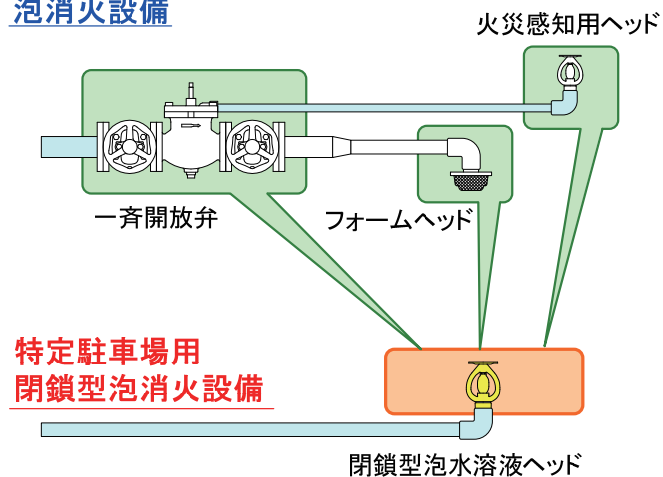 泡消火設備
火災感知用ヘッド
一斉開放弁
フォームヘッド
特定駐車場用
閉鎖型泡消火設備
閉鎖型泡水溶液ヘッド